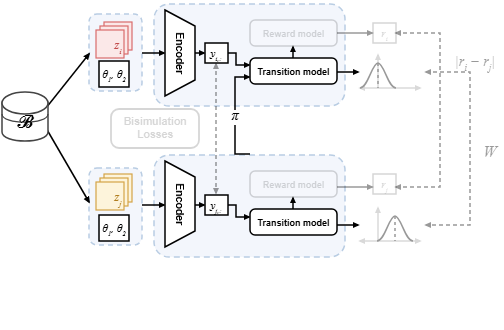 z_i
θ_1, θ_2
Encoder
y_i,:
Reward model
r_i
Transition model
|r_i − r_j|
ℬ
Bisimulation
Losses
π
W
z_j
θ_1, θ_2
Encoder
y_j,:
Reward model
Transition model